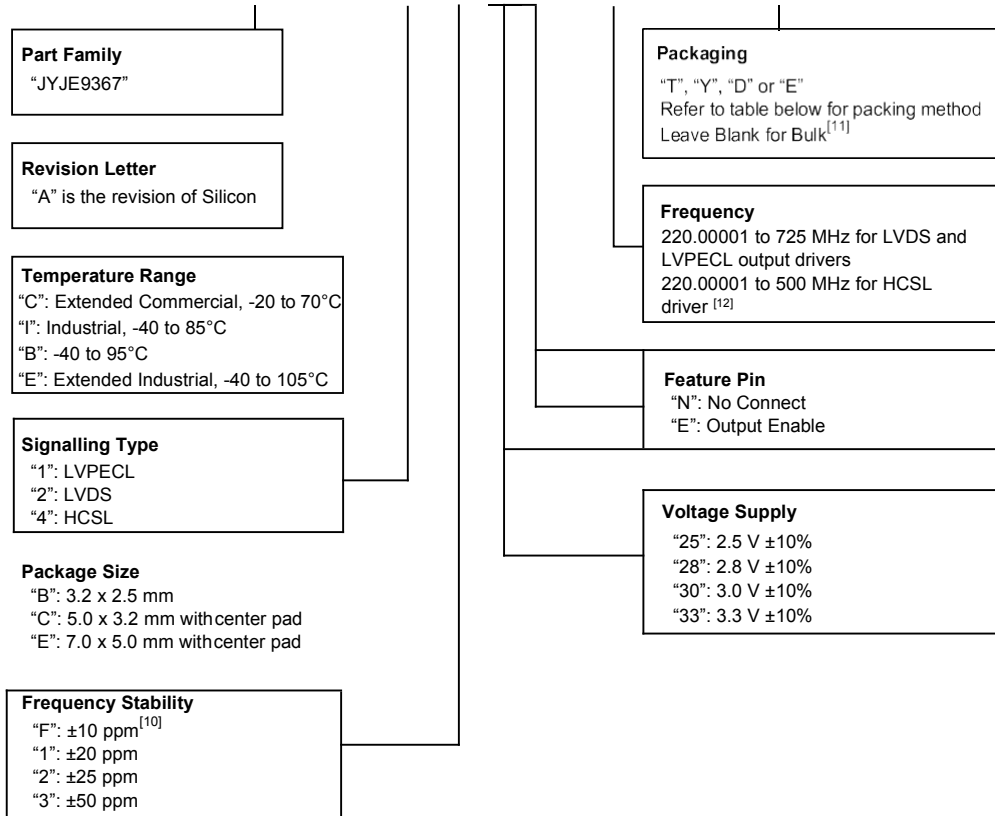 Part Family
“JYJE9367”
Revision Letter
“A” is the revision of Silicon
Temperature Range
“C”: Extended Commercial, -20 to 70°C
“I”: Industrial, -40 to 85°C
“B”: -40 to 95°C
“E”: Extended Industrial, -40 to 105°C
Signalling Type
“1”: LVPECL
“2”: LVDS
“4”: HCSL
Package Size
“B”: 3.2 x 2.5 mm
“C”: 5.0 x 3.2 mm withcenter pad
“E”: 7.0 x 5.0 mm withcenter pad
Frequency Stability
“F”: ±10 ppm[10]
“1”: ±20 ppm
“2”: ±25 ppm
“3”: ±50 ppm
Packaging
“T”, “Y”, “D” or “E”
Refer to table below for packing method
Leave Blank for Bulk[11]
Frequency
220.00001 to 725 MHz for LVDS and
LVPECL output drivers
220.00001 to 500 MHz for HCSL
driver [12]
Feature Pin
“N”: No Connect
“E”: Output Enable
Voltage Supply
“25”: 2.5 V ±10%
“28”: 2.8 V ±10%
“30”: 3.0 V ±10%
“33”: 3.3 V ±10%